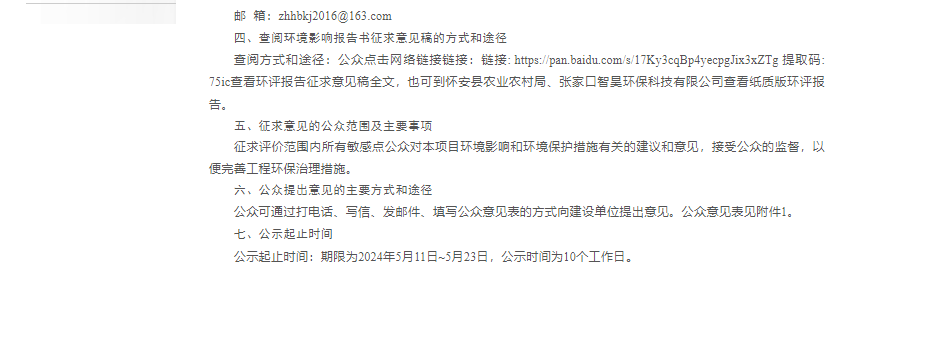 邮 箱：zhhbkj2016@163.com
四、查阅环境影响报告书征求意见稿的方式和途径
查阅方式和途径：公众点击网络链接链接：链接: https://pan.baidu.com/s/17Ky3cqBp4yecpgJix3xZTg 提取码:
75ic查看环评报告征求意见稿全文，也可到怀安县农业农村局、张家口智昊环保科技有限公司查看纸质版环评报
告。
五、征求意见的公众范围及主要事项
征求评价范围内所有敏感点公众对本项目环境影响和环境保护措施有关的建议和意见，接受公众的监督，以
便完善工程环保治理措施。
六、公众提出意见的主要方式和途径
公众可通过打电话、写信、发邮件、填写公众意见表的方式向建设单位提出意见。公众意见表见附件1。
七、公示起止时间
公示起止时间：期限为2024年5月11日~5月23日，公示时间为10个工作日。